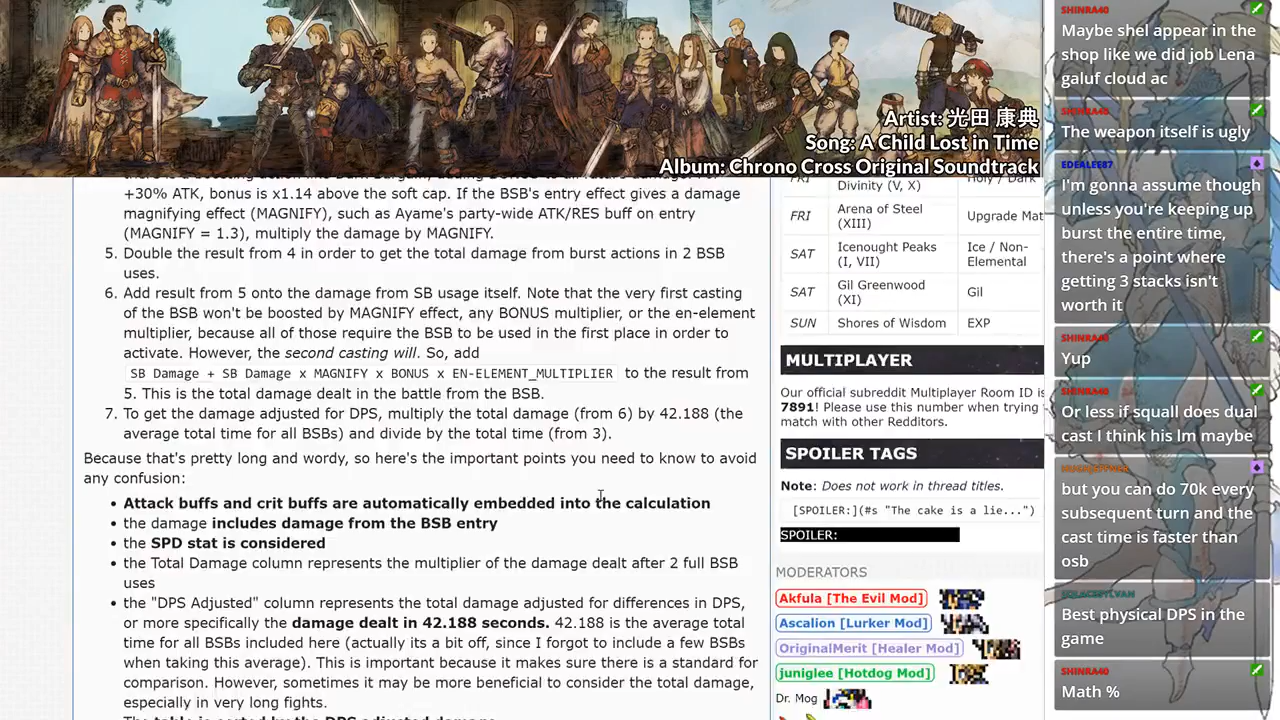 Artist: 光田 康典
Song: A Child Lost in Time
Album: Chrono Cross Original Soundtrack
+30% ATK, bonus is x1.14 above the soft cap. If the BSB's entry effect gives a damage
magnifying effect (MAGNIFY), such as Ayame's party-wide ATK/RES buff on entry
(MAGNIFY = 1.3), multiply the damage by MAGNIFY.
5. Double the result from 4 in order to get the total damage from burst actions in 2 BSB
uses.
6. Add result from 5 onto the damage from SB usage itself. Note that the very first casting
of the BSB won't be boosted by MAGNIFY effect, any BONUS multiplier, or the en-element
multiplier, because all of those require the BSB to be used in the first place in order to
activate. However, the second casting will. So, add
SB Damage + SB Damage x MAGNIFY x BONUS x EN-ELEMENT_MULTIPLIER to the result from
5. This is the total damage dealt in the battle from the BSB.
7. To get the damage adjusted for DPS, multiply the total damage (from 6) by 42.188 (the
average total time for all BSBs) and divide by the total time (from 3).
Because that's pretty long and wordy, so here's the important points you need to know to avoid
any confusion:
• Attack buffs and crit buffs are automatically embedded into the calculation
• the damage includes damage from the BSB entry
• the SPD stat is considered
• the Total Damage column represents the multiplier of the damage dealt after 2 full BSB
uses
• the "DPS Adjusted" column represents the total damage adjusted for differences in DPS,
or more specifically the damage dealt in 42.188 seconds. 42.188 is the average total
time for all BSBs included here (actually its a bit off, since I forgot to include a few BSBs
when taking this average). This is important because it makes sure there is a standard for
comparison. However, sometimes it may be more beneficial to consider the total damage,
especially in very long fights.
• The table is sorted by the DPS adjusted damage
FRI Divinity (V, X) Holy / Dark
FRI Arena of Steel (XIII) Upgrade Mat
SAT Icenought Peaks (I, VII) Ice / Non-Elemental
SAT Gil Greenwood (XI) Gil
SUN Shores of Wisdom EXP
MULTIPLAYER
Our official subreddit Multiplayer Room ID is
7891! Please use this number when trying
match with other Redditors.
SPOILER TAGS
Note: Does not work in thread titles.
[SPOILER:](#s "The cake is a lie...")
SPOILER:
MODERATORS
Akfula [The Evil Mod]
Ascalion [Lurker Mod]
OriginalMerit [Healer Mod]
juniglee [Hotdog Mod]
Dr. Mog
SHINRA40
Maybe shel appear in the
shop like we did job Lena
galuf cloud ac
SHINRA40
The weapon itself is ugly
EDEALEE87
I'm gonna assume though
unless you're keeping up
burst the entire time,
there's a point where
getting 3 stacks isn't
worth it
SHINRA40
Yup
SHINRA40
Or less if squall does dual
cast I think his lm maybe
but you can do 70k every
subsequent turn and the
cast time is faster than
osb
Best physical DPS in the
game
SHINRA40
Math %